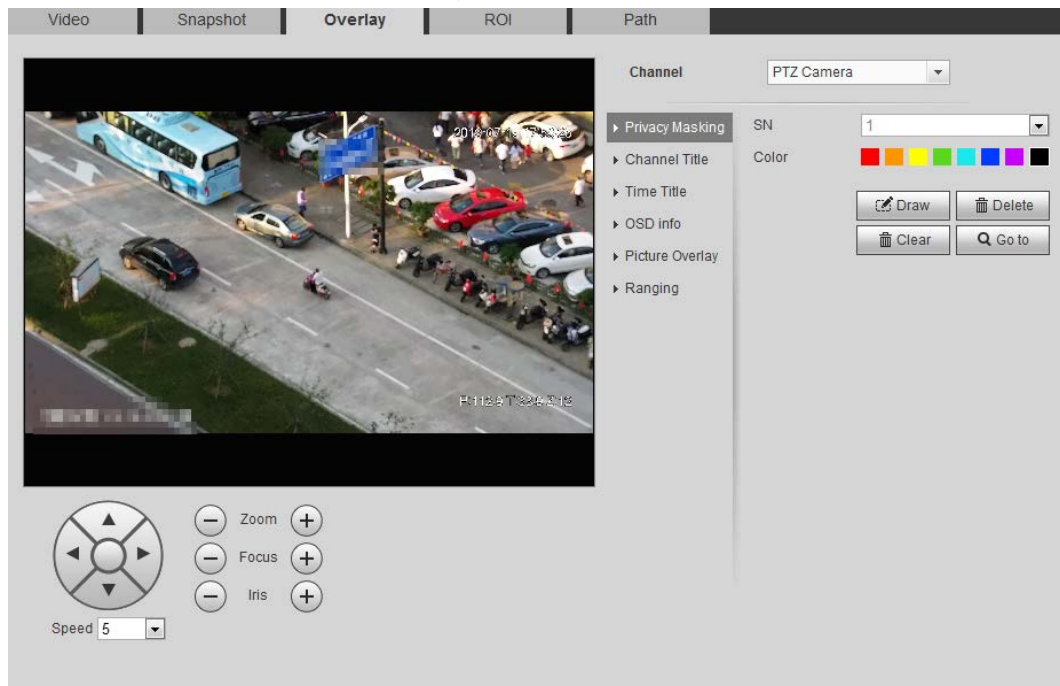 Video Snapshot Overlay ROI Path
Channel PTZ Camera
Privacy Masking
Channel Title
Time Title
OSD info
Picture Overlay
Ranging
SN 1
Color
Draw Delete
Clear Go to
Zoom
Focus
Iris
Speed 5